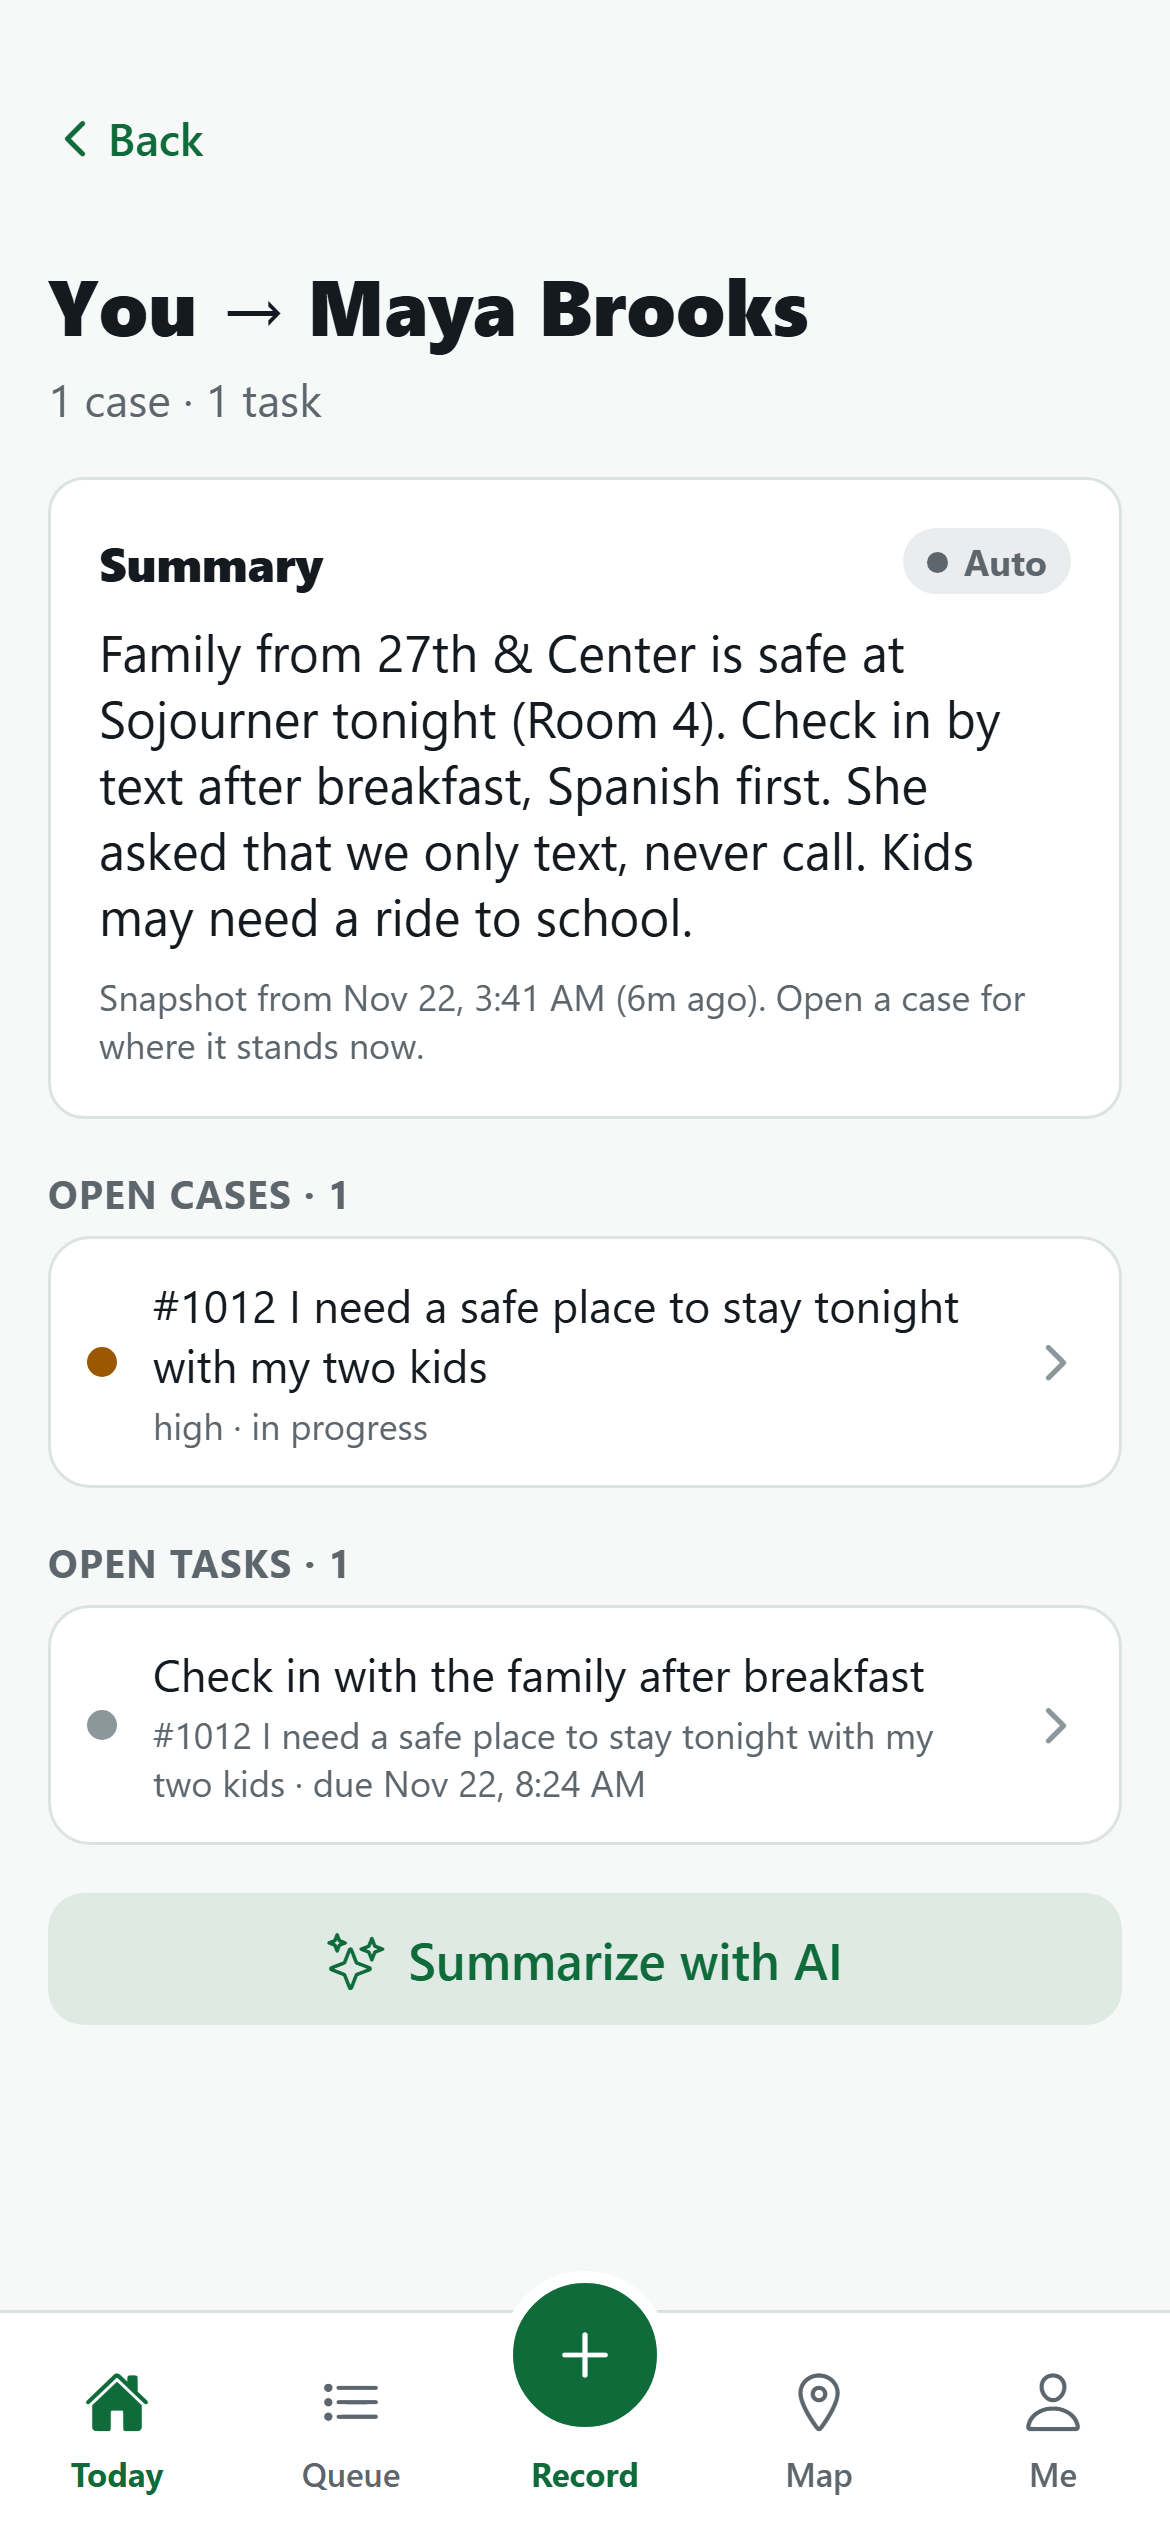 Back
You → Maya Brooks
1 case · 1 task
Summary
Auto
Family from 27th & Center is safe at
Sojourner tonight (Room 4). Check in by
text after breakfast, Spanish first. She
asked that we only text, never call. Kids
may need a ride to school.
Snapshot from Nov 22, 3:41 AM (6m ago). Open a case for
where it stands now.
OPEN CASES · 1
#1012 I need a safe place to stay tonight
with my two kids
high · in progress
OPEN TASKS · 1
Check in with the family after breakfast
#1012 I need a safe place to stay tonight with my
two kids · due Nov 22, 8:24 AM
Summarize with AI
Today
Queue
Record
Map
Me